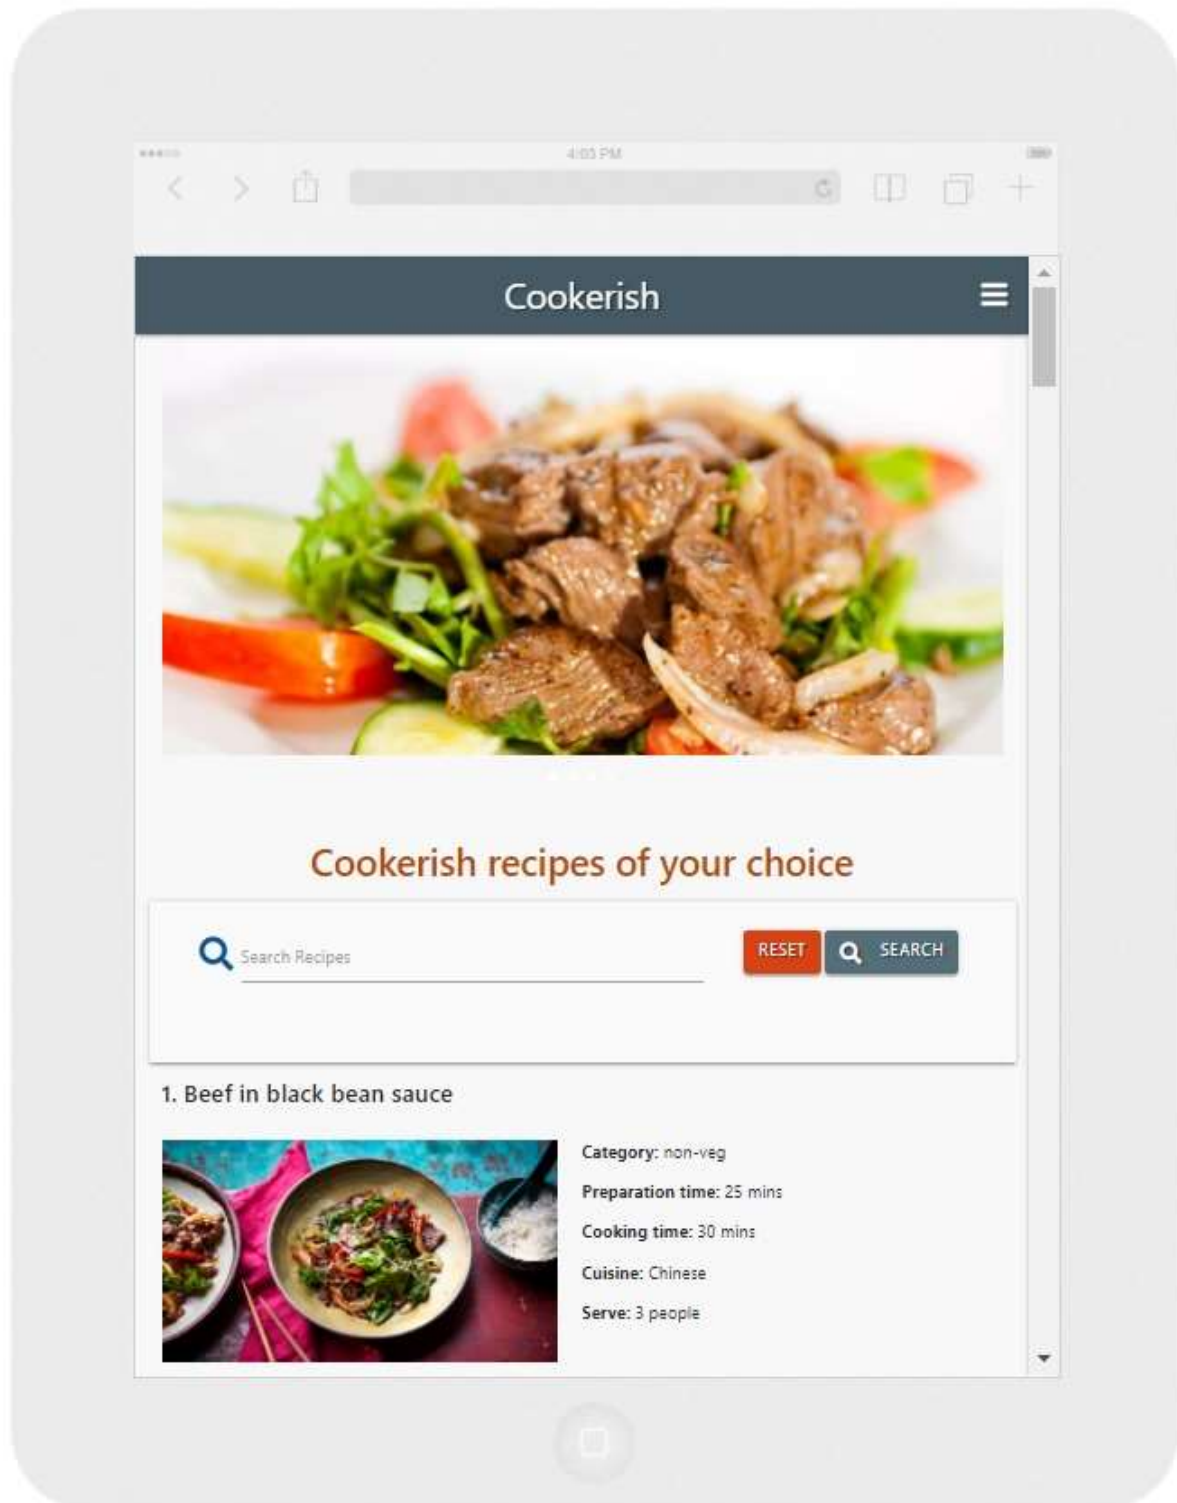 4:03 PM
Cookerish
Cookerish recipes of your choice
Search Recipes
RESET
SEARCH
1. Beef in black bean sauce
Category: non-veg
Preparation time: 25 mins
Cooking time: 30 mins
Cuisine: Chinese
Serve: 3 people